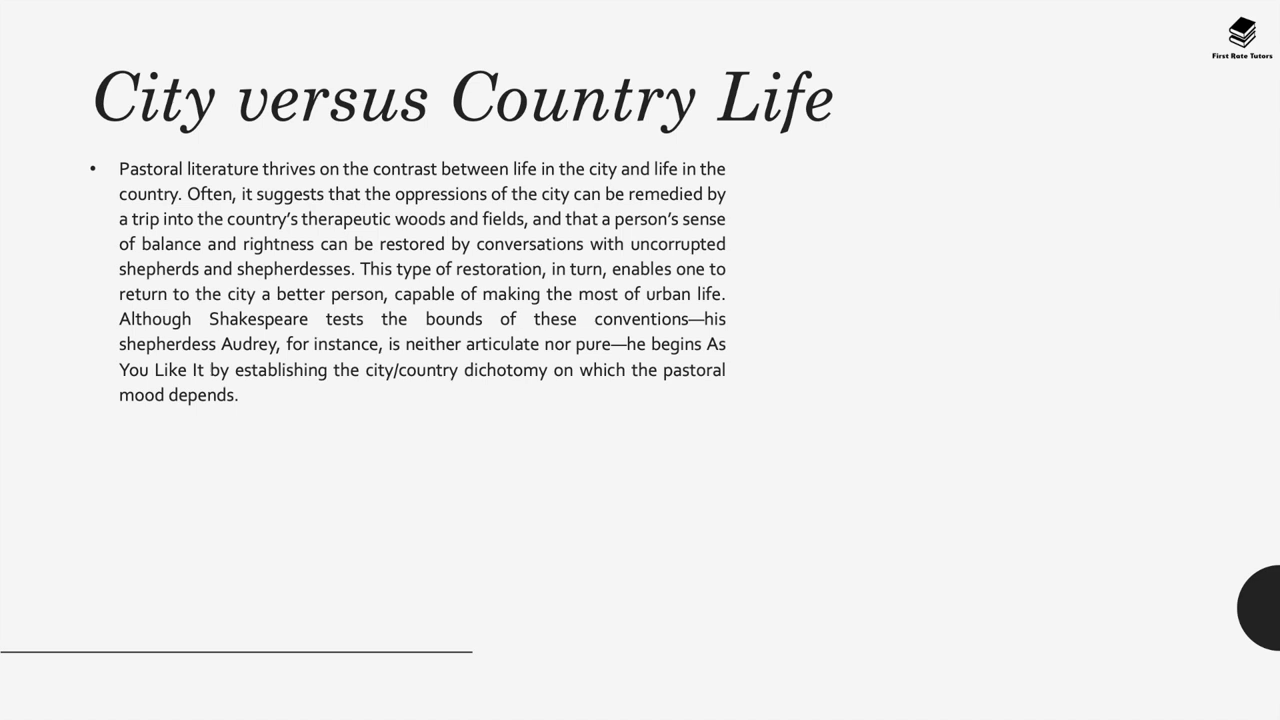 First Rate Tutors
City versus Country Life
• Pastoral literature thrives on the contrast between life in the city and life in the
country. Often, it suggests that the oppressions of the city can be remedied by
a trip into the country’s therapeutic woods and fields, and that a person’s sense
of balance and rightness can be restored by conversations with uncorrupted
shepherds and shepherdesses. This type of restoration, in turn, enables one to
return to the city a better person, capable of making the most of urban life.
Although Shakespeare tests the bounds of these conventions—his
shepherdess Audrey, for instance, is neither articulate nor pure—he begins As
You Like It by establishing the city/country dichotomy on which the pastoral
mood depends.